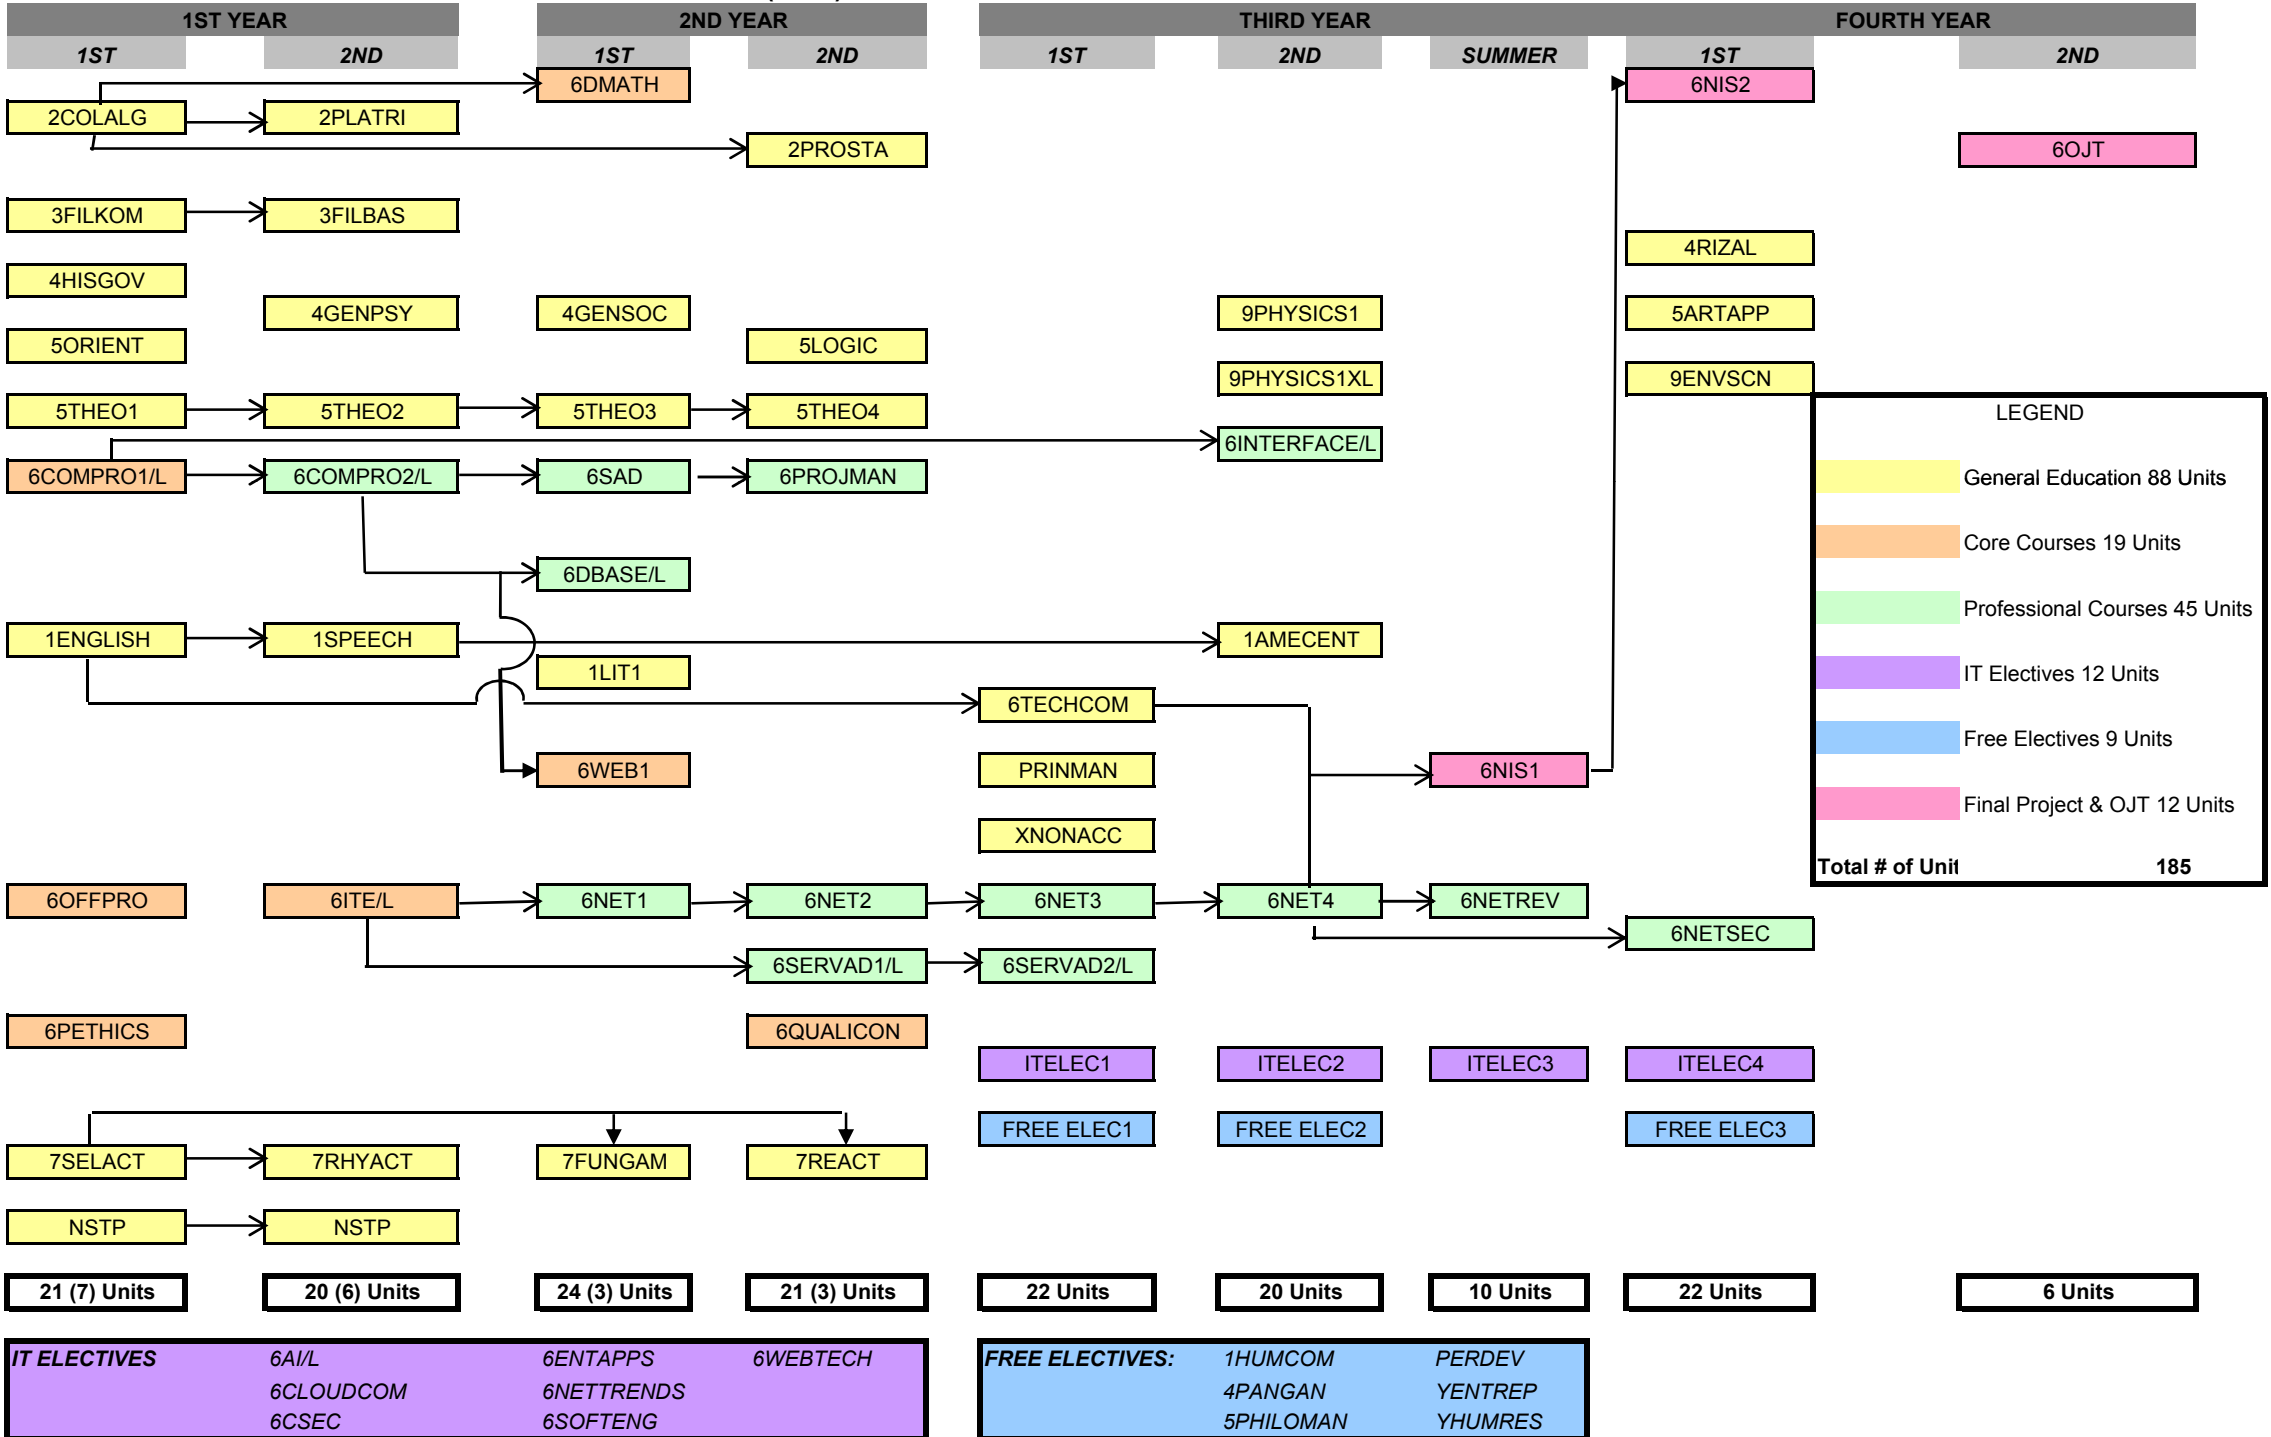 1ST YEAR 2ND YEAR THIRD YEAR FOURTH YEAR
1ST 2ND 1ST 2ND 1ST 2ND SUMMER 1ST 2ND
6DMATH 6NIS2
2COLALG 2PLATRI
2PROSTA 6OJT
3FILKOM 3FILBAS
4RIZAL
4HISGOV
4GENPSY 4GENSOC 9PHYSICS1 5ARTAPP
5ORIENT 5LOGIC
9PHYSICS1XL 9ENVSCN
5THEO1 5THEO2 5THEO3 5THEO4 LEGEND
6INTERFACE/L
6COMPRO1/L 6COMPRO2/L 6SAD 6PROJMAN General Education 88 Units
Core Courses 19 Units
6DBASE/L
Professional Courses 45 Units
1ENGLISH 1SPEECH 1AMECENT
1LIT1 IT Electives 12 Units
6TECHCOM
Free Electives 9 Units
6WEB1 PRINMAN 6NIS1
Final Project & OJT 12 Units
XNONACC
Total # of Unit 185
6OFFPRO 6ITE/L 6NET1 6NET2 6NET3 6NET4 6NETREV
6NETSEC
6SERVAD1/L 6SERVAD2/L
6PETHICS 6QUALICON
ITELEC1 ITELEC2 ITELEC3 ITELEC4
FREE ELEC1 FREE ELEC2 FREE ELEC3
7SELACT 7RHYACT 7FUNGAM 7REACT
NSTP NSTP
21 (7) Units 20 (6) Units 24 (3) Units 21 (3) Units 22 Units 20 Units 10 Units 22 Units 6 Units
IT ELECTIVES 6AI/L 6ENTAPPS 6WEBTECH FREE ELECTIVES: 1HUMCOM PERDEV
6CLOUDCOM 6NETTRENDS 4PANGAN YENTREP
6CSEC 6SOFTENG 5PHILOMAN YHUMRES